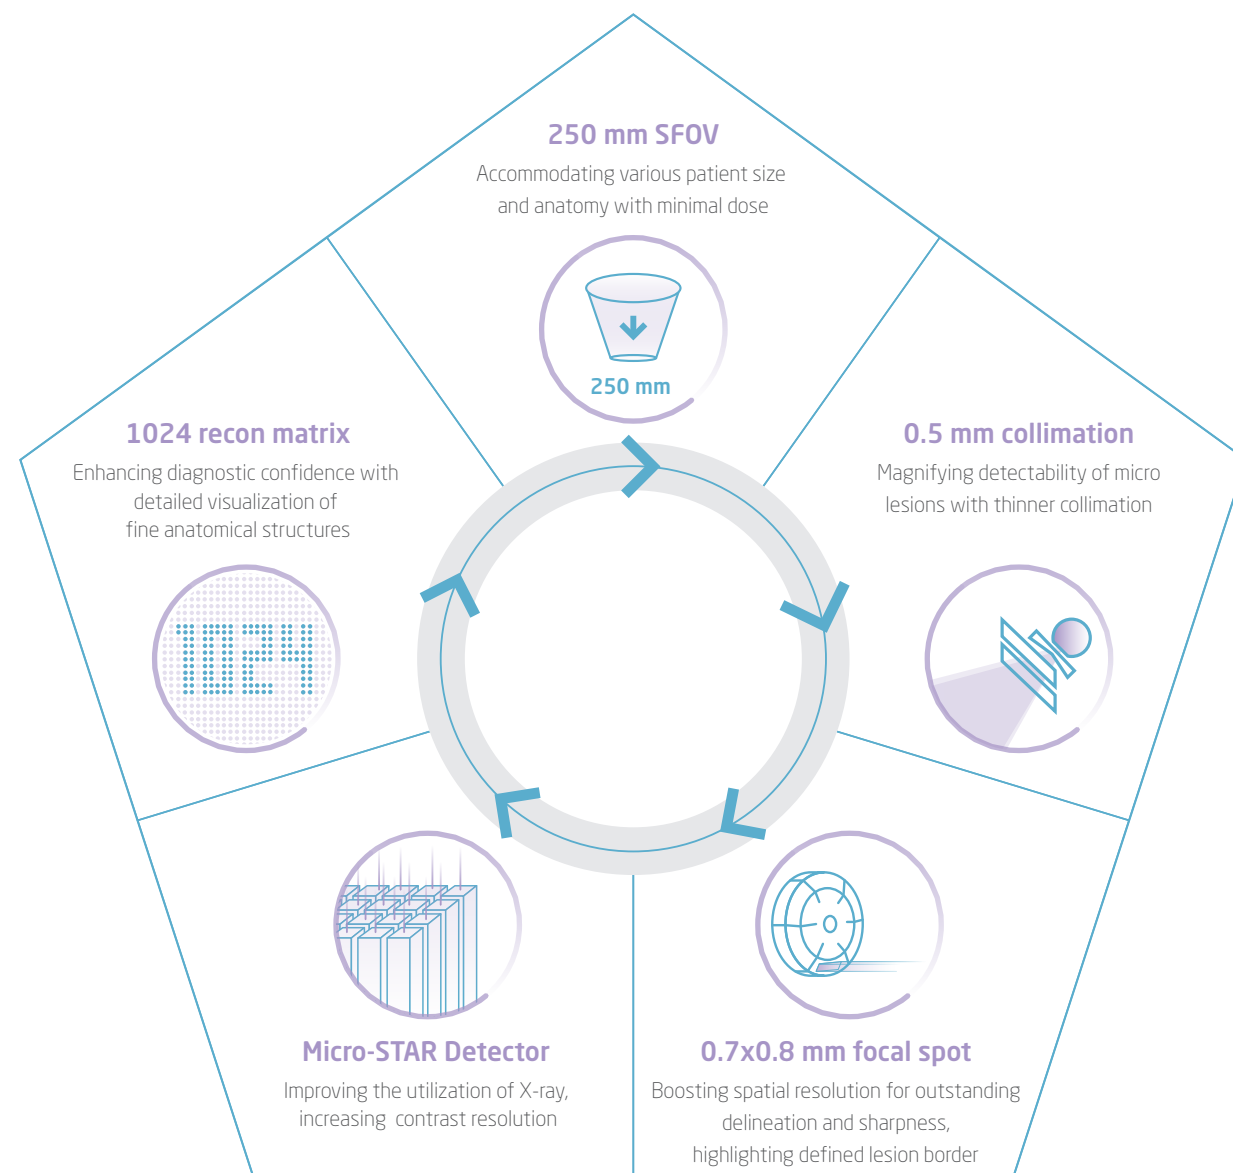 250 mm SFOV
Accommodating various patient size
and anatomy with minimal dose
250 mm
1024 recon matrix
Enhancing diagnostic confidence with
detailed visualization of
fine anatomical structures
1024
0.5 mm collimation
Magnifying detectability of micro
lesions with thinner collimation
Micro-STAR Detector
Improving the utilization of X-ray,
increasing contrast resolution
0.7x0.8 mm focal spot
Boosting spatial resolution for outstanding
delineation and sharpness,
highlighting defined lesion border